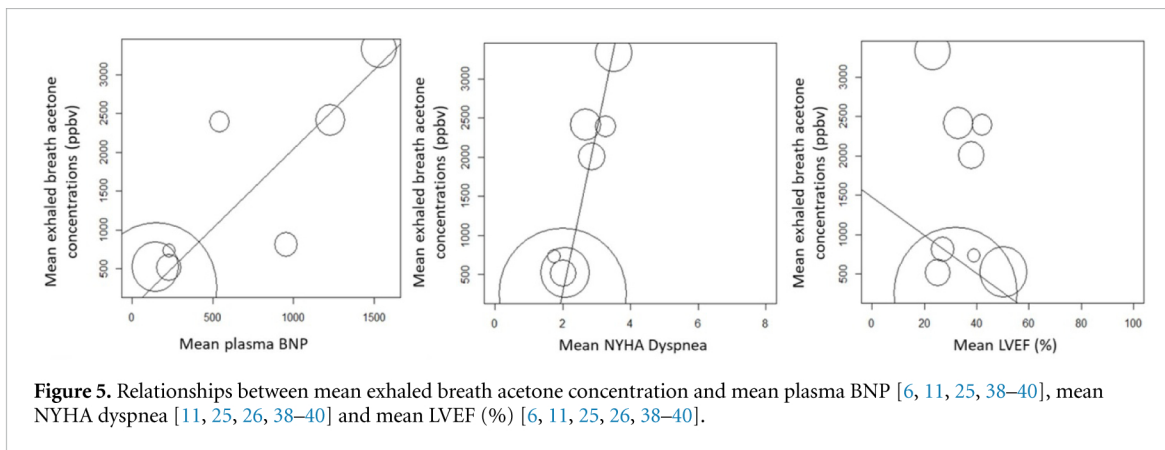 Mean exhaled breath acetone
concentrations (ppbv)
500 1000 1500 2000 2500 3000
0 500 1000 1500
Mean plasma BNP
Mean exhaled breath acetone
concentrations (ppbv)
500 1000 1500 2000 2500 3000
0 2 4 6 8
Mean NYHA Dyspnea
Mean exhaled breath acetone
concentrations (ppbv)
500 1000 1500 2000 2500 3000
0 20 40 60 80 100
Mean LVEF (%)
Figure 5. Relationships between mean exhaled breath acetone concentration and mean plasma BNP [6, 11, 25, 38–40], mean
NYHA dyspnea [11, 25, 26, 38–40] and mean LVEF (%) [6, 11, 25, 26, 38–40].